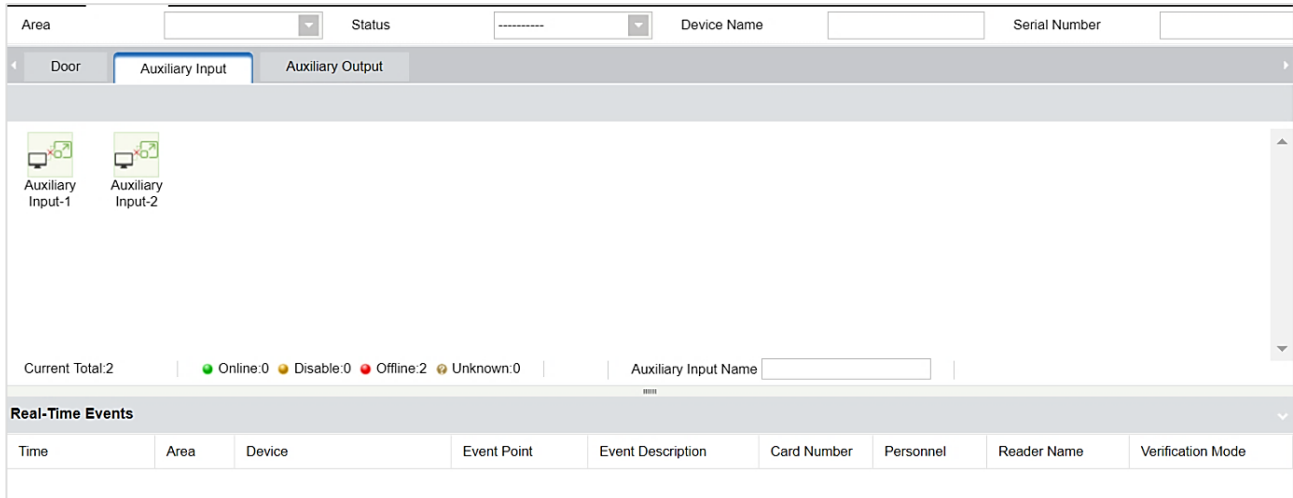 Area Status ---------- Device Name Serial Number
Door Auxiliary Input Auxiliary Output
Auxiliary Auxiliary
Input-1 Input-2
Current Total:2 Online:0 Disable:0 Offline:2 Unknown:0 Auxiliary Input Name
Real-Time Events
Time Area Device Event Point Event Description Card Number Personnel Reader Name Verification Mode